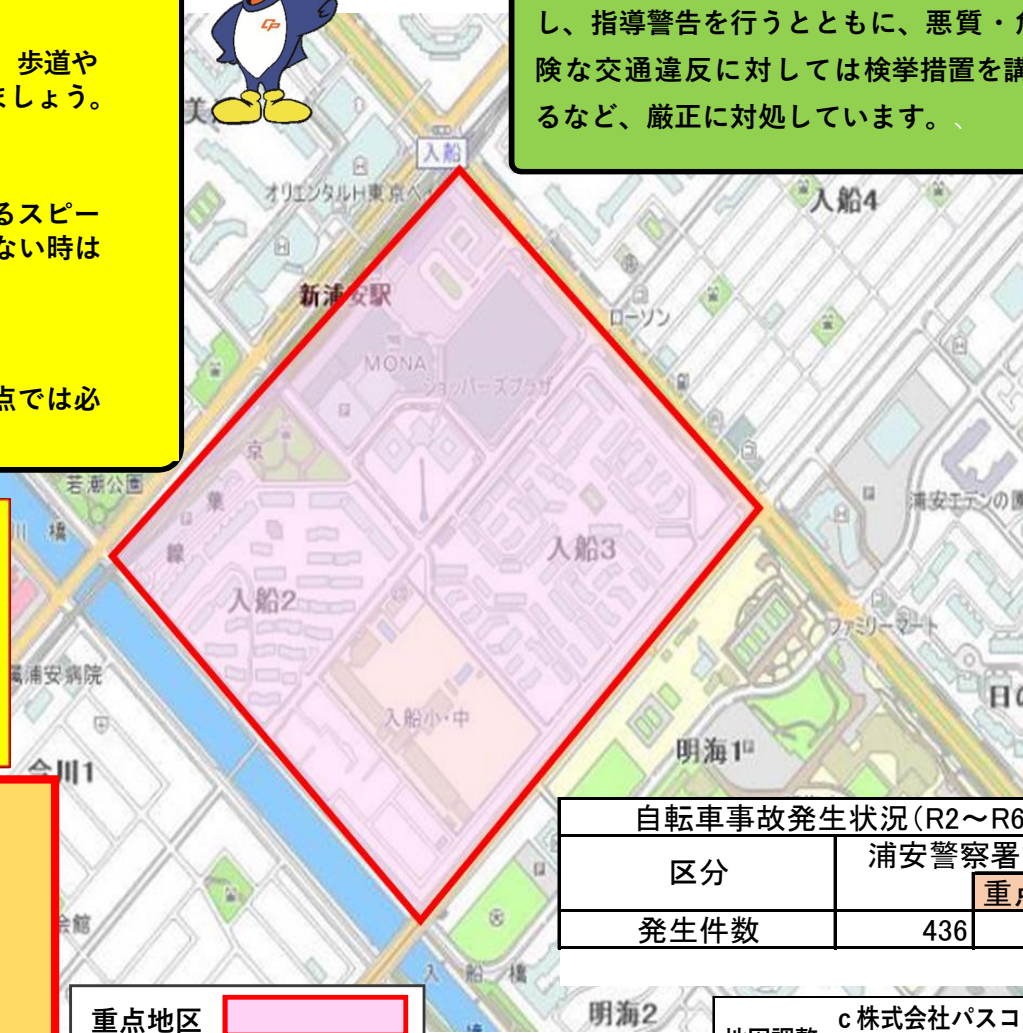 歩道や
ましょう。
るスピー
ない時は
点では必
し、指導警告を行うとともに、悪質・
険な交通違反に対しては検挙措置を講
るなど、厳正に対処しています。、
CP
美
入船
オリエンタルH東京ベイ
入船4
新浦安駅
ローソン
MONA
ショッパーズプラザ
京
葉
線
若潮公園
川 橋
浦安エデンの園
入船3
入船2
ファミリーマート
浦安病院
入船小・中
日の
明海1
今川1
会館
入 船 橋
明海2
自転車事故発生状況(R2～R6
区分
浦安警察署
重点
発生件数
436
重点地区
c 株式会社パスコ
地図調整